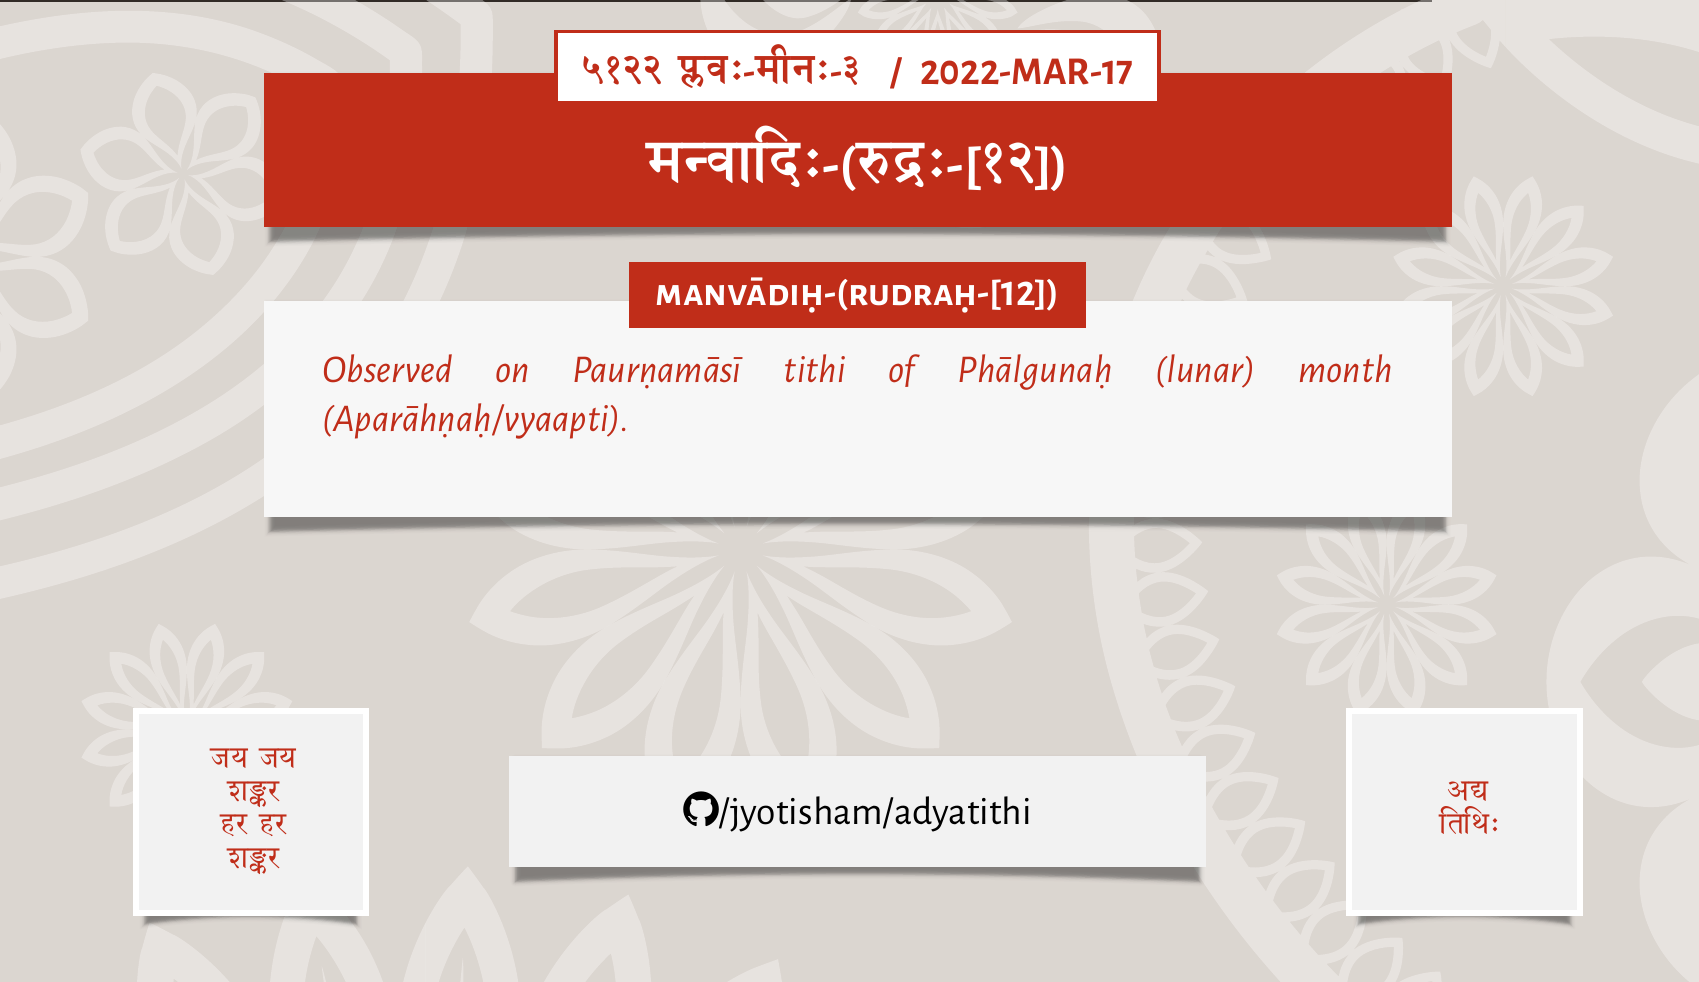 ५१२२ प्लवः-मीनः-३ / 2022-MAR-17
मन्वादिः-(रुद्रः-[१२])
MANVĀDIḤ-(RUDRAḤ-[12])
Observed on Paurṇamāsī tithi of Phālgunaḥ (lunar) month
(Aparāhṇaḥ/vyaapti).
जय जय
शङ्कर
हर हर
शङ्कर
/jyotisham/adyatithi
अद्य
तिथिः